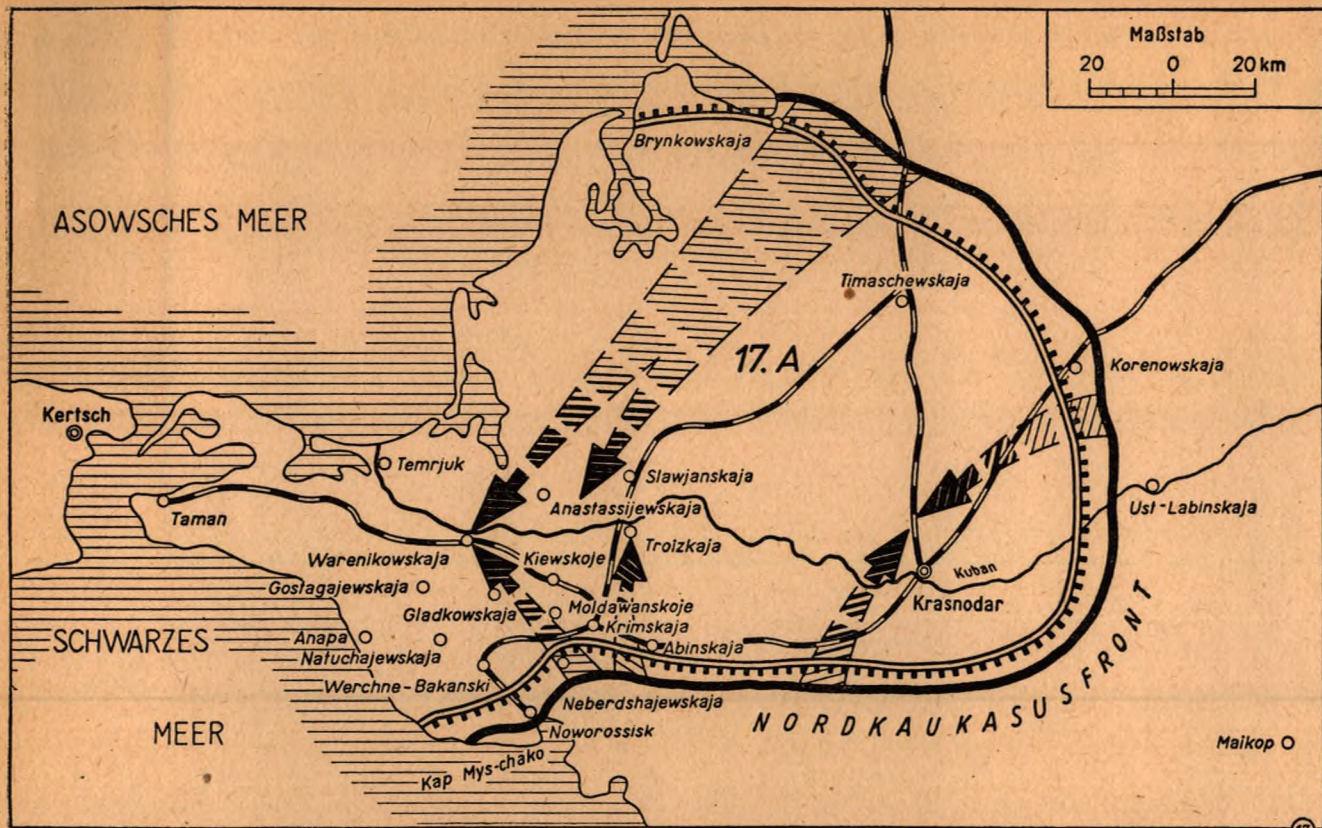 Maßstab
20 0 20 km
Brynkowskaja
ASOWSCHES MEER
Timaschewskaja
17. A
Korenowskaja
Kertsch
Temrjuk
Slawjanskaja
Anastassijewskaja
Ust-Labinskaja
Taman
Troizkaja
Warenikowskaja
Kiewskoje
Kuban
Gostagajewskaja
Krasnodar
Gladkowskaja
Moldawanskoje
Krimskaja
SCHWARZES
Anapa
Abinskaja
Natuchajewskaja
Werchne-Bakanski
Neberdshajewskaja
NORDKAUKASUSFRONT
MEER
Noworossisk
Maikop
Kap Mys-chako
17